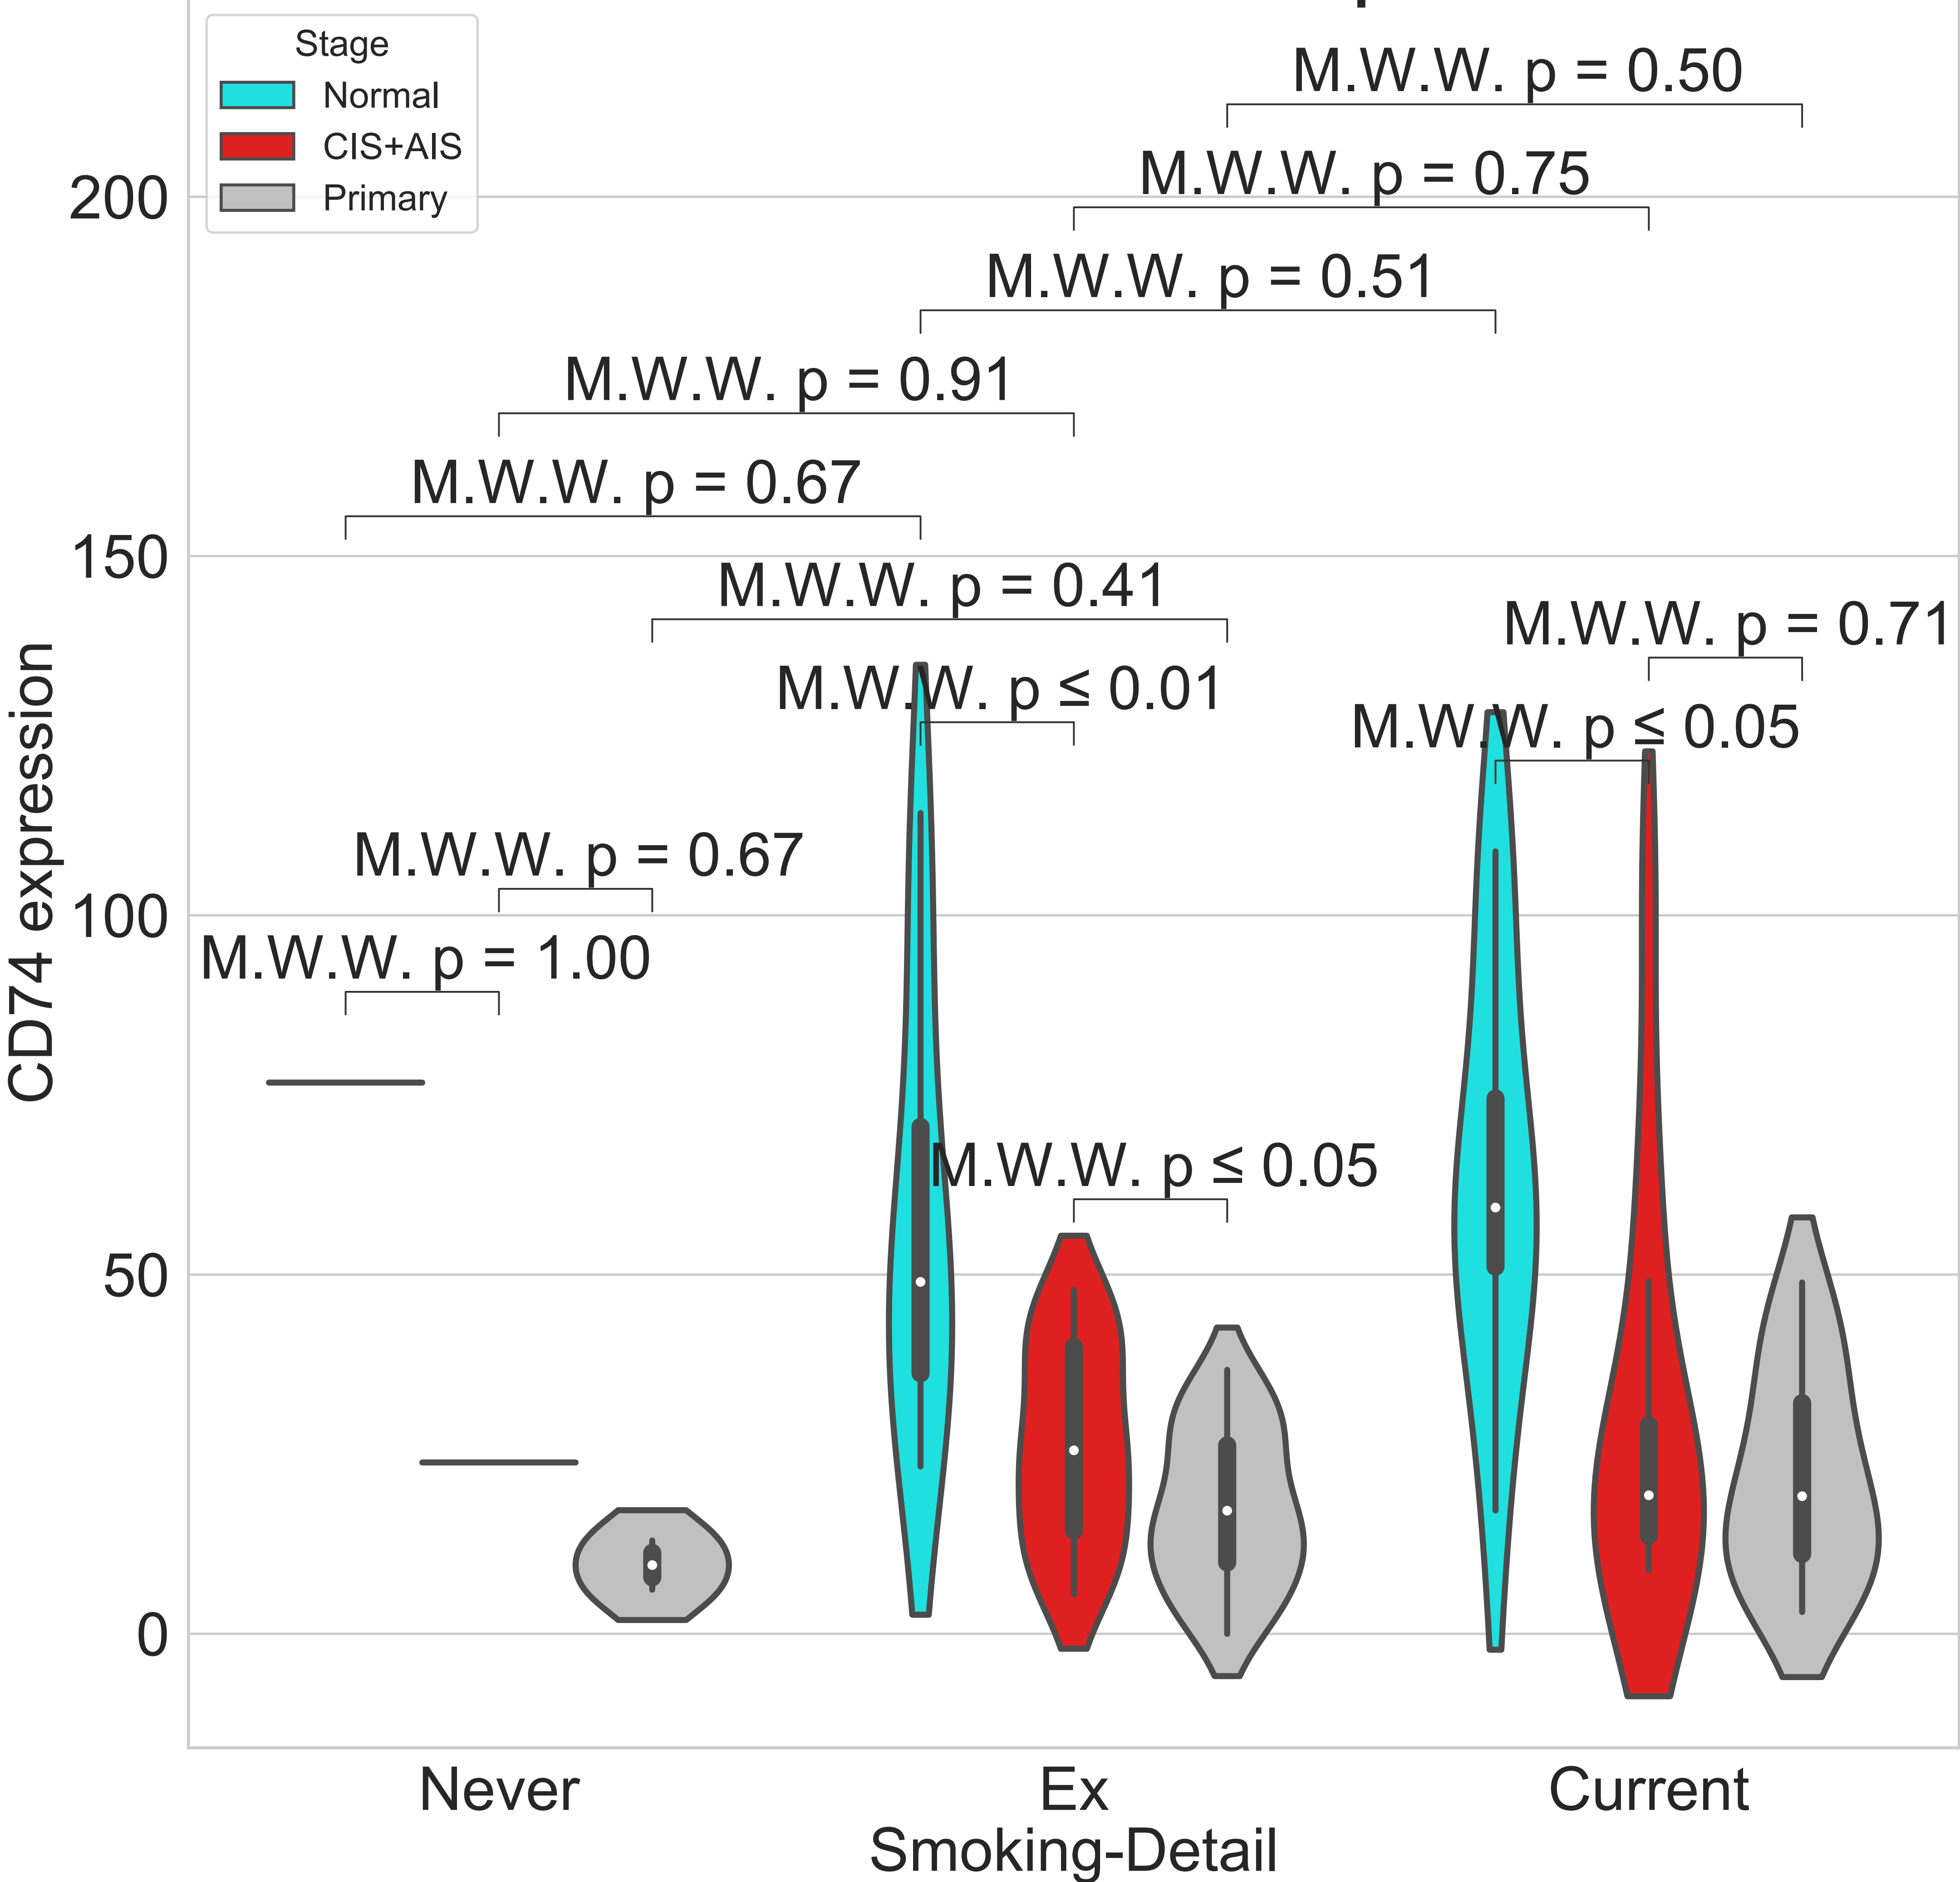 Stage
Normal
CIS+AIS
Primary
M.W.W. p = 0.50
M.W.W. p = 0.75
M.W.W. p = 0.51
M.W.W. p = 0.91
M.W.W. p = 0.67
M.W.W. p = 0.41
M.W.W. p = 0.71
M.W.W. p ≤ 0.01
M.W.W. p ≤ 0.05
M.W.W. p = 0.67
M.W.W. p = 1.00
M.W.W. p ≤ 0.05
CD74 expression
200
150
100
50
0
Never
Ex
Current
Smoking-Detail